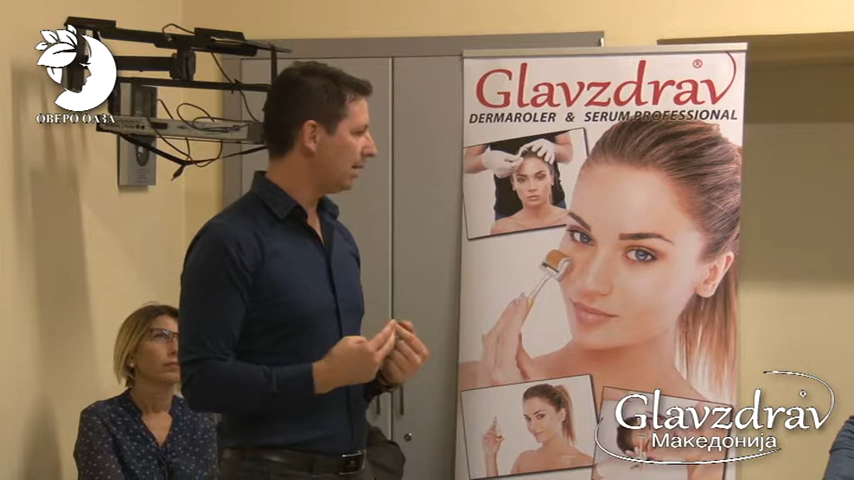 ОВЕРО ОАЗА
Glavzdrav®
DERMAROLER & SERUM PROFESSIONAL
Glavzdrav®
Македонија